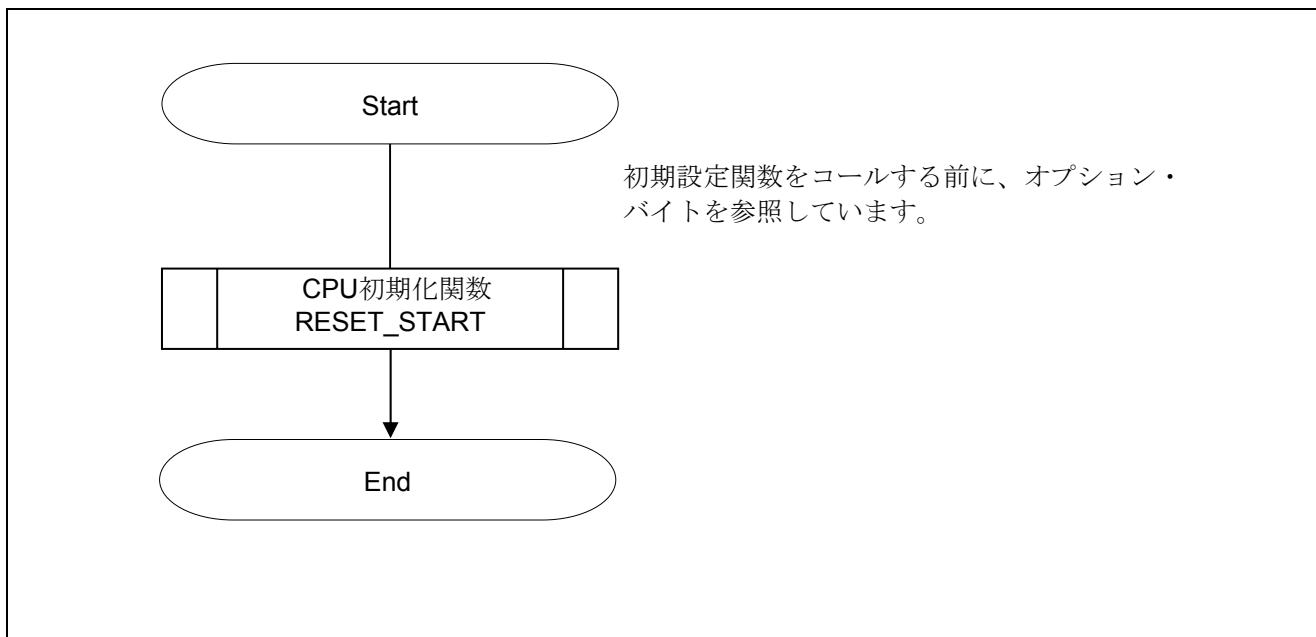 Start
初期設定関数をコールする前に、オプション・
バイトを参照しています。
CPU初期化関数
RESET_START
End